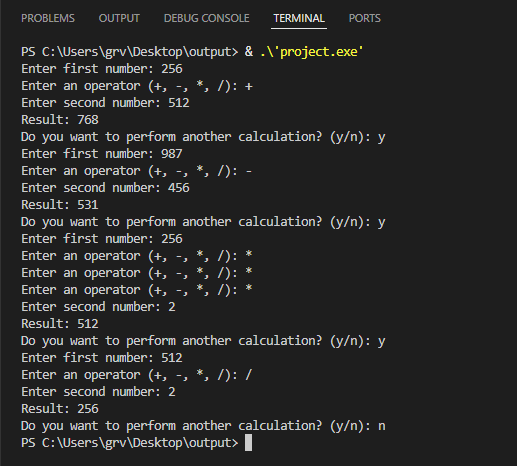 PROBLEMS OUTPUT DEBUG CONSOLE TERMINAL PORTS
PS C:\Users\grv\Desktop\output> & .\'project.exe'
Enter first number: 256
Enter an operator (+, -, *, /): +
Enter second number: 512
Result: 768
Do you want to perform another calculation? (y/n): y
Enter first number: 987
Enter an operator (+, -, *, /): -
Enter second number: 456
Result: 531
Do you want to perform another calculation? (y/n): y
Enter first number: 256
Enter an operator (+, -, *, /): *
Enter an operator (+, -, *, /): *
Enter an operator (+, -, *, /): *
Enter second number: 2
Result: 512
Do you want to perform another calculation? (y/n): y
Enter first number: 512
Enter an operator (+, -, *, /): /
Enter second number: 2
Result: 256
Do you want to perform another calculation? (y/n): n
PS C:\Users\grv\Desktop\output>